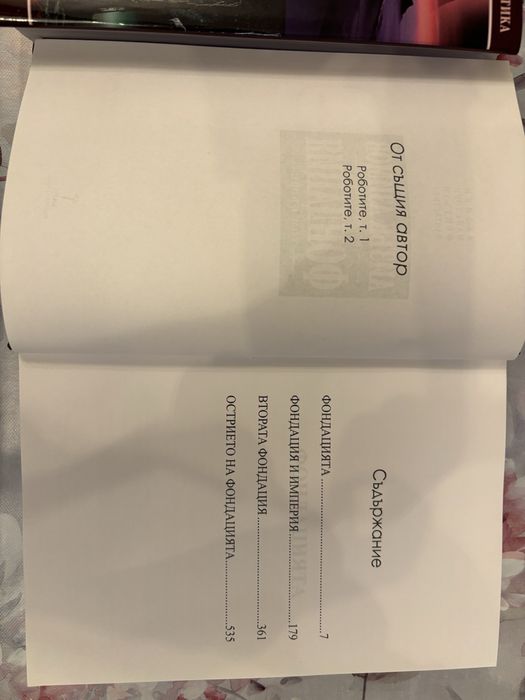 ТИКА
От същия автор
Роботите, т. 1
Роботите, т. 2
Съдържание
ФОНДАЦИЯТА.................................................7
ФОНДАЦИЯ И ИМПЕРИЯ......................179
ВТОРАТА ФОНДАЦИЯ..............................361
ОСТРИЕТО НА ФОНДАЦИЯТА................535